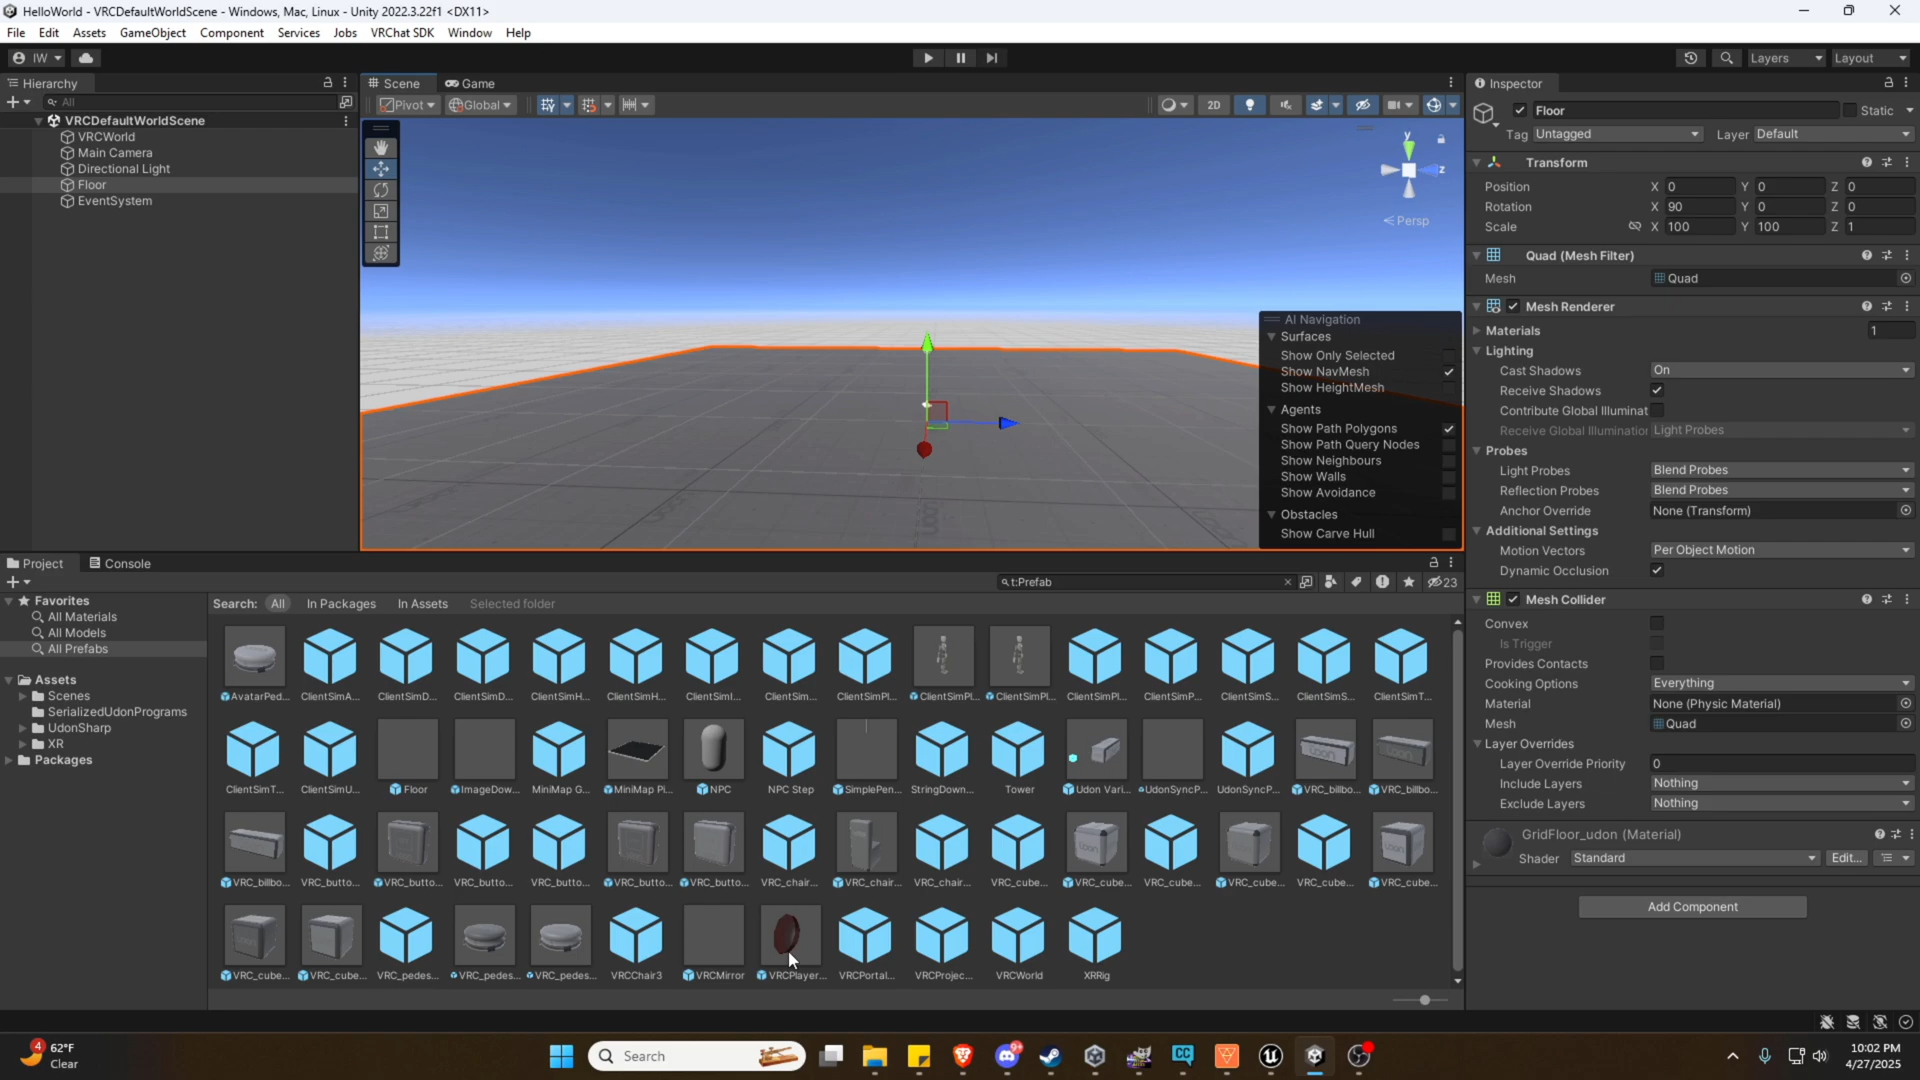 HelloWorld - VRCDefaultWorldScene - Windows, Mac, Linux - Unity 2022.3.22f1 <DX11>
File Edit Assets GameObject Component Services Jobs VRChat SDK Window Help
IW
Layers
Layout
Hierarchy
All
VRCDefaultWorldScene
VRCWorld
Main Camera
Directional Light
Floor
EventSystem
Scene
Game
Pivot
Global
2D
y
z
Persp
AI Navigation
Surfaces
Show Only Selected
Show NavMesh
Show HeightMesh
Agents
Show Path Polygons
Show Path Query Nodes
Show Neighbours
Show Walls
Show Avoidance
Obstacles
Show Carve Hull
Inspector
Floor
Static
Tag Untagged Layer Default
Transform
Position X 0 Y 0 Z 0
Rotation X 90 Y 0 Z 0
Scale X 100 Y 100 Z 1
Quad (Mesh Filter)
Mesh Quad
Mesh Renderer
Materials 1
Lighting
Cast Shadows On
Receive Shadows
Contribute Global Illuminat
Receive Global Illumination Light Probes
Probes
Light Probes Blend Probes
Reflection Probes Blend Probes
Anchor Override None (Transform)
Additional Settings
Motion Vectors Per Object Motion
Dynamic Occlusion
Mesh Collider
Convex
Is Trigger
Provides Contacts
Cooking Options Everything
Material None (Physic Material)
Mesh Quad
Layer Overrides
Layer Override Priority 0
Include Layers Nothing
Exclude Layers Nothing
GridFloor_udon (Material)
Shader Standard Edit...
Add Component
Project
Console
t:Prefab
23
Favorites
All Materials
All Models
All Prefabs
Assets
Scenes
SerializedUdonPrograms
UdonSharp
XR
Packages
Search: All In Packages In Assets Selected folder
AvatarPed... ClientSimA... ClientSimD... ClientSimD... ClientSimH... ClientSimH... ClientSimI... ClientSim... ClientSimPl... ClientSimPl... ClientSimPl... ClientSimPl... ClientSimP... ClientSimS... ClientSimS... ClientSimT...
ClientSimT... ClientSimU... Floor ImageDow... MiniMap G... MiniMap Pi... NPC NPC Step SimplePen... StringDown... Tower Udon Vari... UdonSyncP... UdonSyncP... VRC_billbo... VRC_billbo...
VRC_billbo... VRC_butto... VRC_butto... VRC_butto... VRC_butto... VRC_butto... VRC_butto... VRC_chair... VRC_chair... VRC_chair... VRC_cube... VRC_cube... VRC_cube... VRC_cube... VRC_cube... VRC_cube...
VRC_cube... VRC_cube... VRC_pedes... VRC_pedes... VRC_pedes... VRCChair3 VRCMirror VRCPlayer... VRCPortal... VRCProjec... VRCWorld XRRig
4
62°F
Clear
Search
9+
CC
10:02 PM
4/27/2025